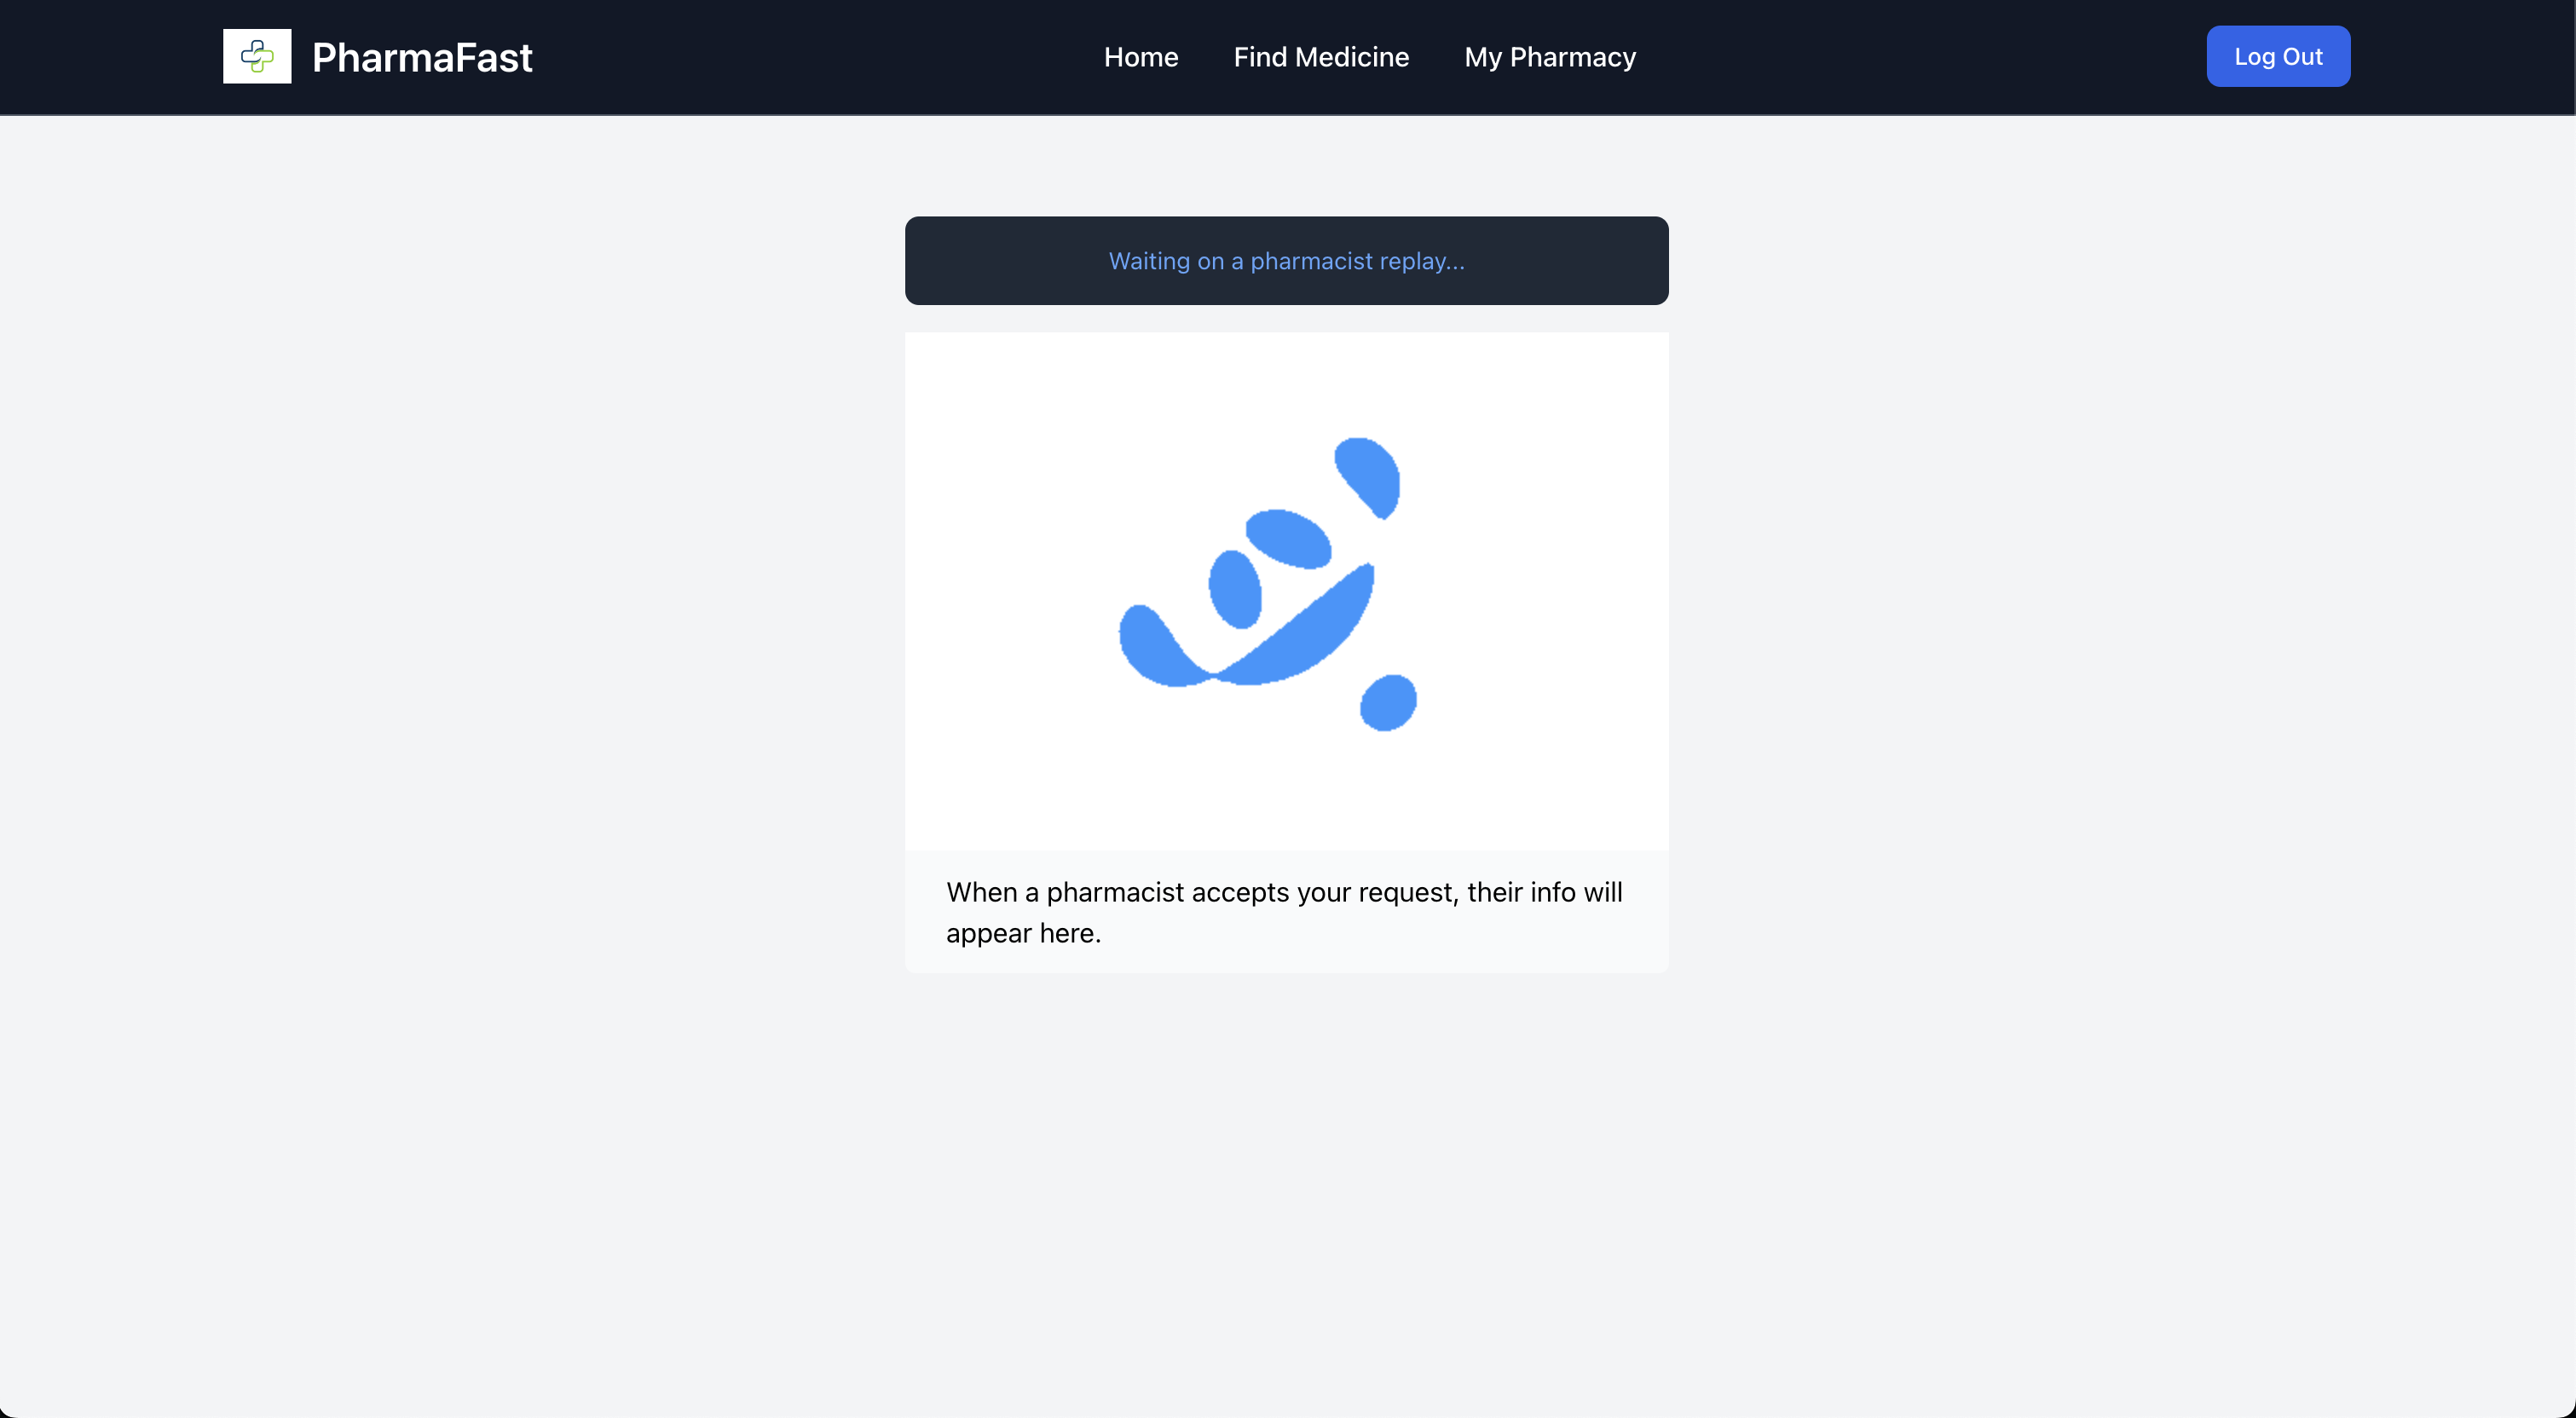 PharmaFast
Home
Find Medicine
My Pharmacy
Log Out
Waiting on a pharmacist replay...
When a pharmacist accepts your request, their info will
appear here.